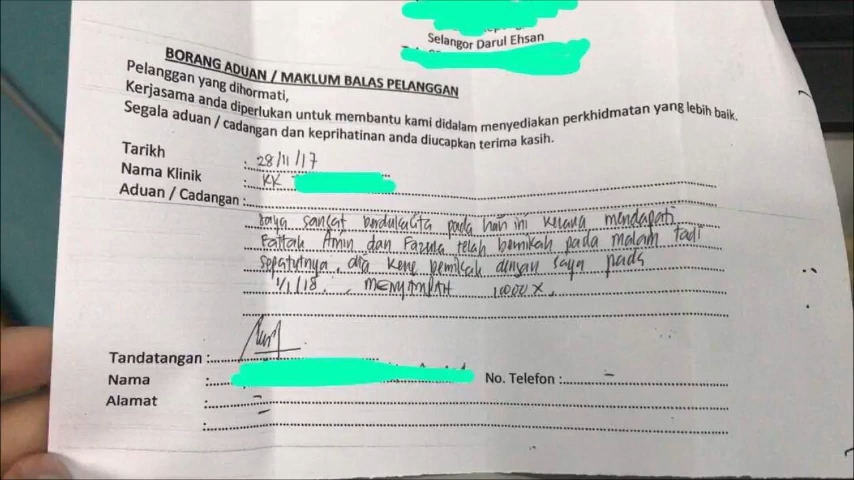 Selangor Darul Ehsan
BORANG ADUAN / MAKLUM BALAS PELANGGAN
Pelanggan yang dihormati,
Kerjasama anda diperlukan untuk membantu kami didalam menyediakan perkhidmatan yang lebih baik.
Segala aduan / cadangan dan keprihatinan anda diucapkan terima kasih.
Tarikh : 28/11/17
Nama Klinik : KK
Aduan / Cadangan :
Saya sangat berdukacita pada hari ini kerana mendapati
Fattah Amin dan Fazura telah bernikah pada malam tadi
Sepatutnya, dia kene bernikah dengan saya pada
1/1/18. MENYAMPAH 1000X.
Tandatangan :
Nama : No. Telefon : -
Alamat : -
: